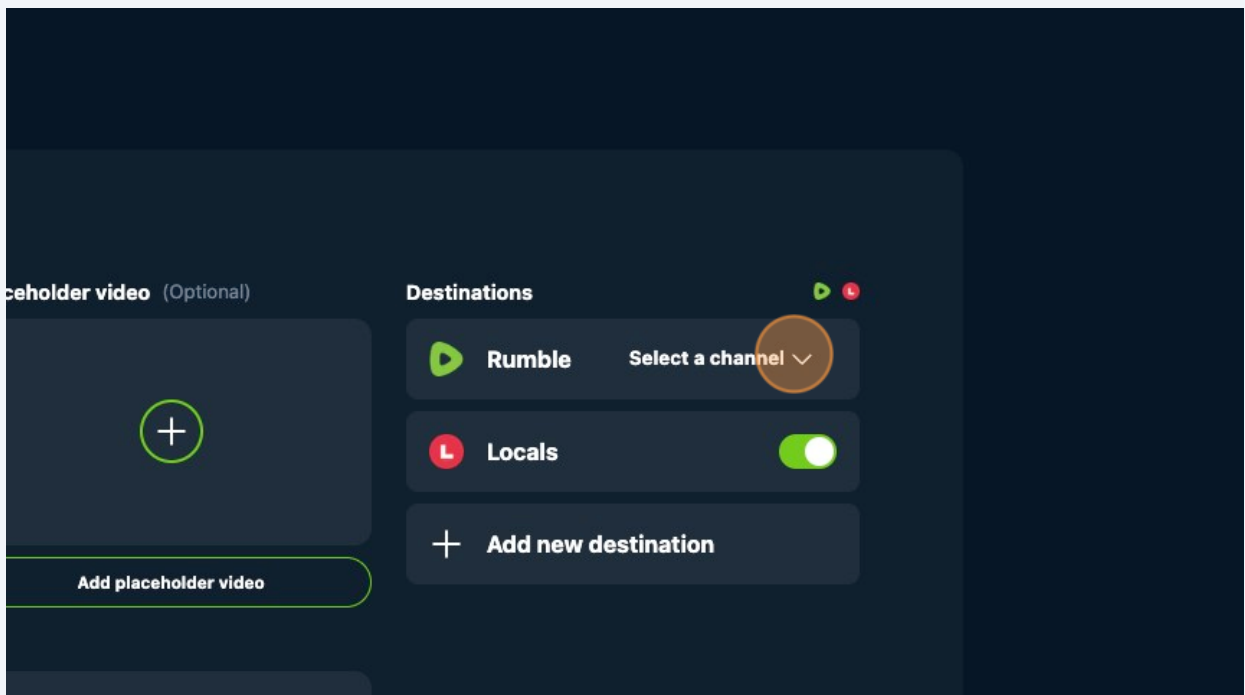 ceholder video (Optional)
Destinations
Rumble Select a channel
L Locals
Add new destination
Add placeholder video